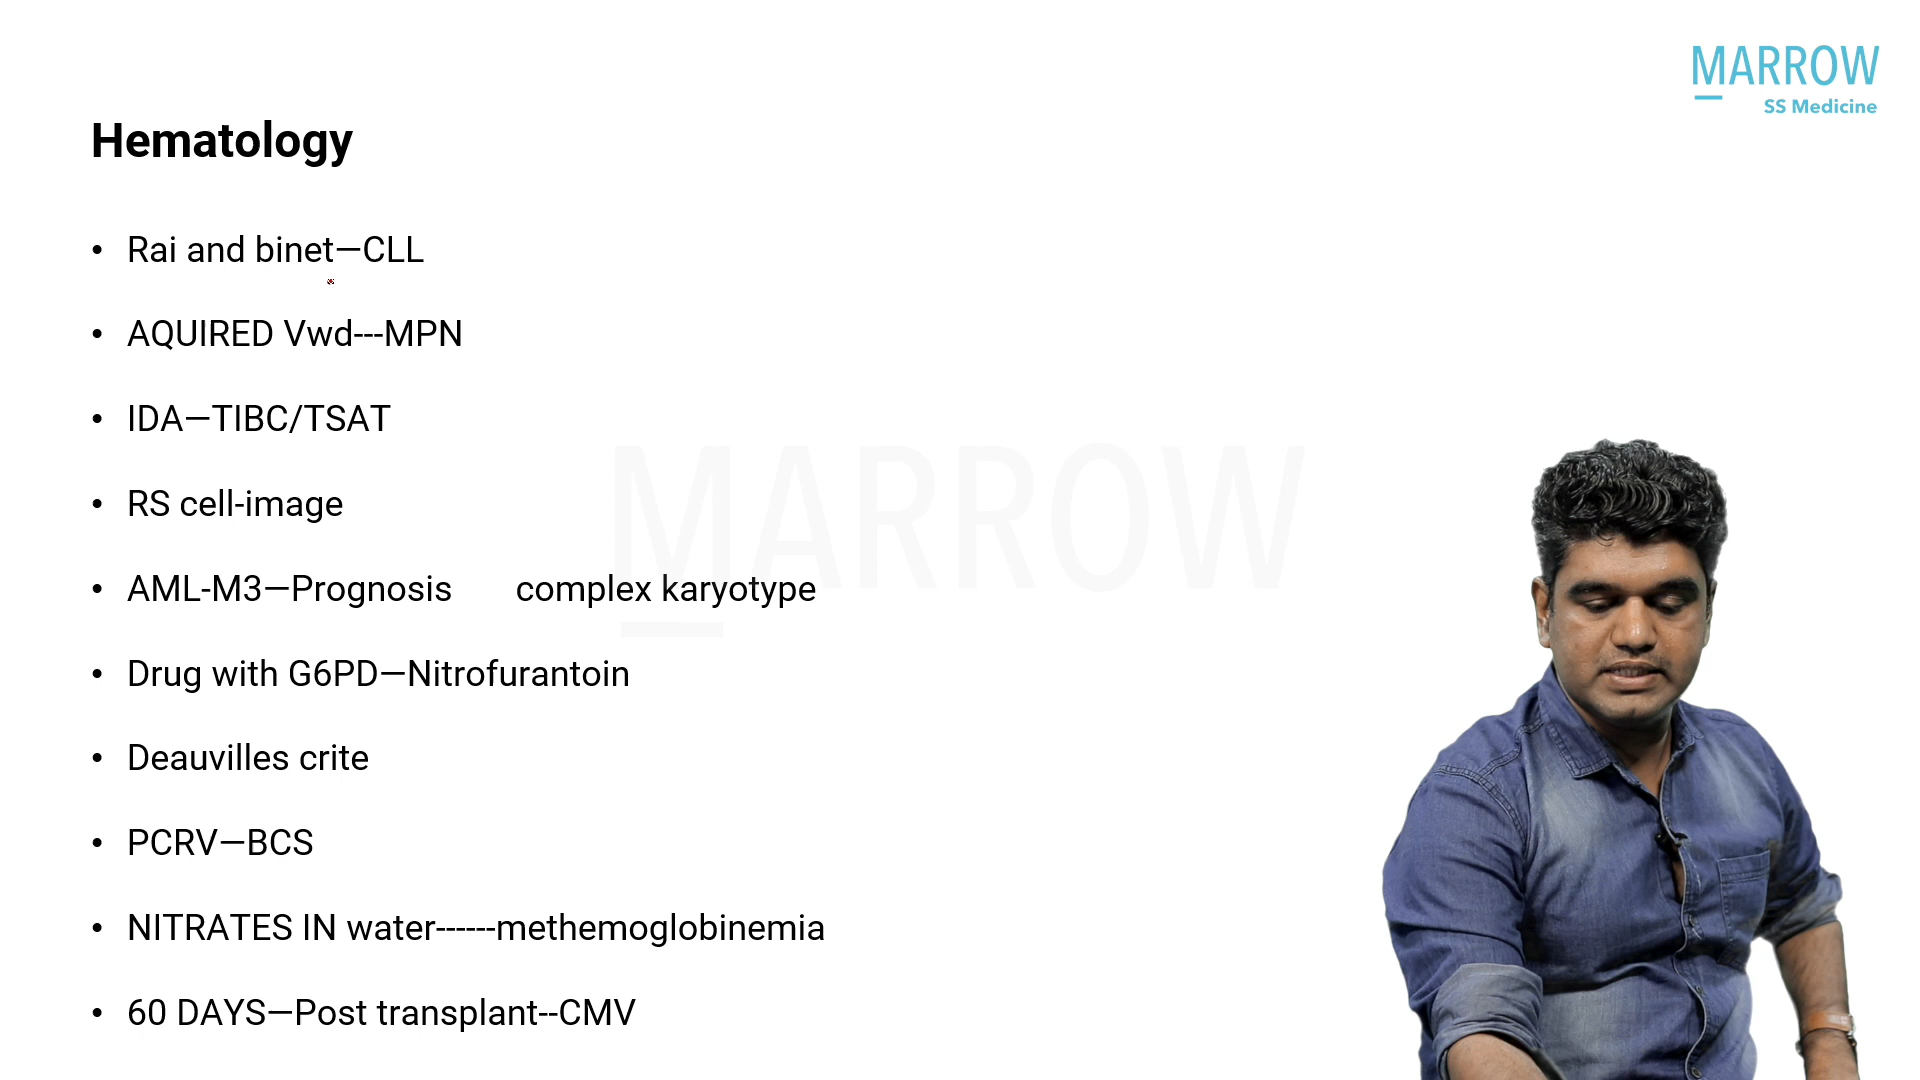 MARROW
SS Medicine
Hematology
• Rai and binet—CLL
• AQUIRED Vwd---MPN
• IDA—TIBC/TSAT
• RS cell-image
• AML-M3—Prognosis complex karyotype
• Drug with G6PD—Nitrofurantoin
• Deauvilles crite
• PCRV—BCS
• NITRATES IN water------methemoglobinemia
• 60 DAYS—Post transplant--CMV
MARROW